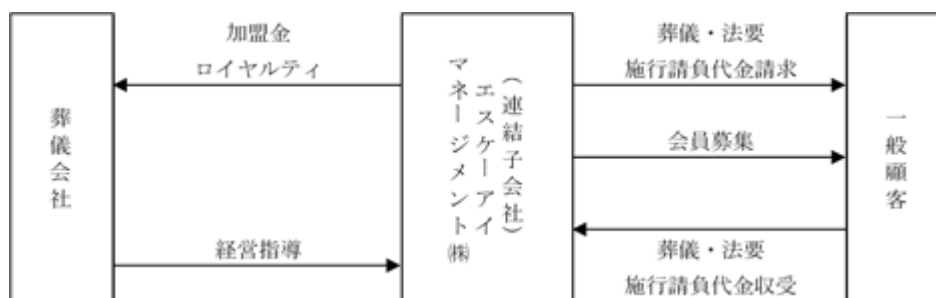 葬儀会社
加盟金
ロイヤルティ
経営指導
(連結子会社)
エスケーアイ
マネージメント㈱
葬儀・法要
施行請負代金請求
会員募集
葬儀・法要
施行請負代金収受
一般顧客